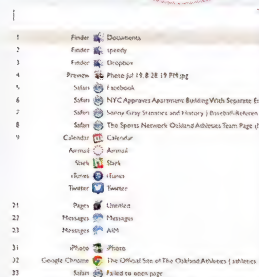 1 Finder Documents
2 Finder speedy
3 Finder Dropbox
4 Preview Photo Jul 19, 8 28 19 PM.jpg
5 Safari Facebook
6 Safari NYC Approves Apartment Building With Separate E
7 Safari Sonny Gray Statistics and History | Baseball-Referen
8 Safari The Sports Network Oakland Athletics Team Page (
9 Calendar Calendar
Airmail Airmail
Slack Slack
iTunes iTunes
Twitter Twitter
21 Pages Untitled
22 Messages Messages
23 Messages AIM
31 iPhoto iPhoto
32 Google Chrome The Official Site of The Oakland Athletics | athletics
33 Safari Failed to open page